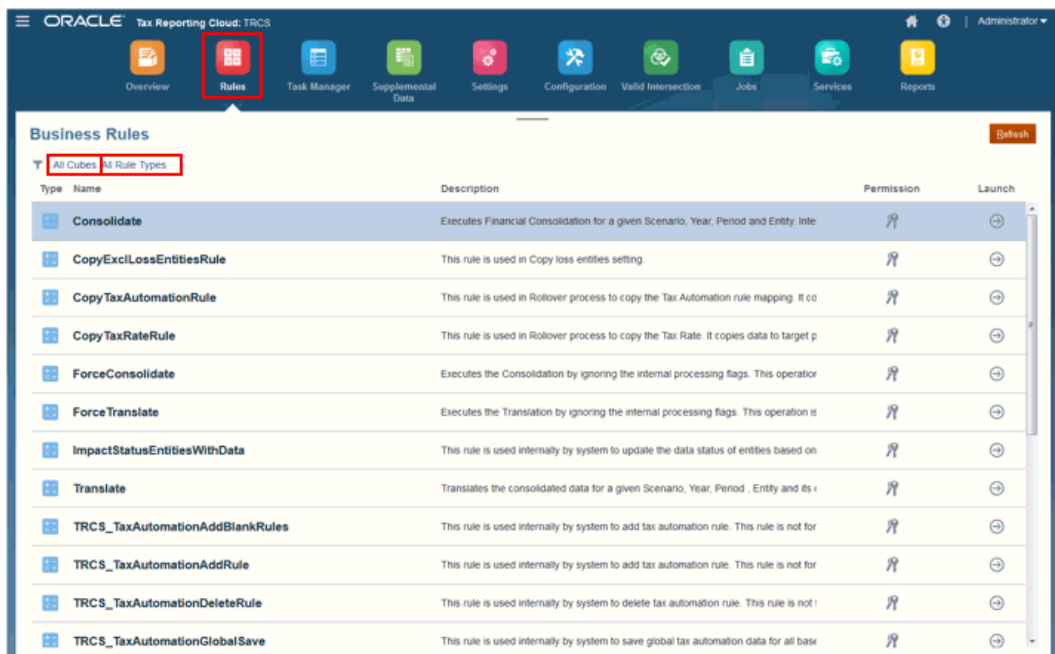 ORACLE Tax Reporting Cloud: TRCS Administrator
Overview Rules Task Manager Supplemental Data Settings Configuration Valid Intersection Jobs Services Reports
Business Rules Refresh
All Cubes All Rule Types
Type Name Description Permission Launch
Consolidate Executes Financial Consolidation for a given Scenario, Year, Period and Entity. Inte
CopyExclLossEntitiesRule This rule is used in Copy loss entities setting.
CopyTaxAutomationRule This rule is used in Rollover process to copy the Tax Automation rule mapping. It co
CopyTaxRateRule This rule is used in Rollover process to copy the Tax Rate. It copies data to target p
ForceConsolidate Executes the Consolidation by ignoring the internal processing flags. This operation
ForceTranslate Executes the Translation by ignoring the internal processing flags. This operation is
ImpactStatusEntitiesWithData This rule is used internally by system to update the data status of entities based on
Translate Translates the consolidated data for a given Scenario, Year, Period , Entity and its
TRCS_TaxAutomationAddBlankRules This rule is used internally by system to add tax automation rule. This rule is not for
TRCS_TaxAutomationAddRule This rule is used internally by system to add tax automation rule. This rule is not for
TRCS_TaxAutomationDeleteRule This rule is used internally by system to delete tax automation rule. This rule is not
TRCS_TaxAutomationGlobalSave This rule is used internally by system to save global tax automation data for all base